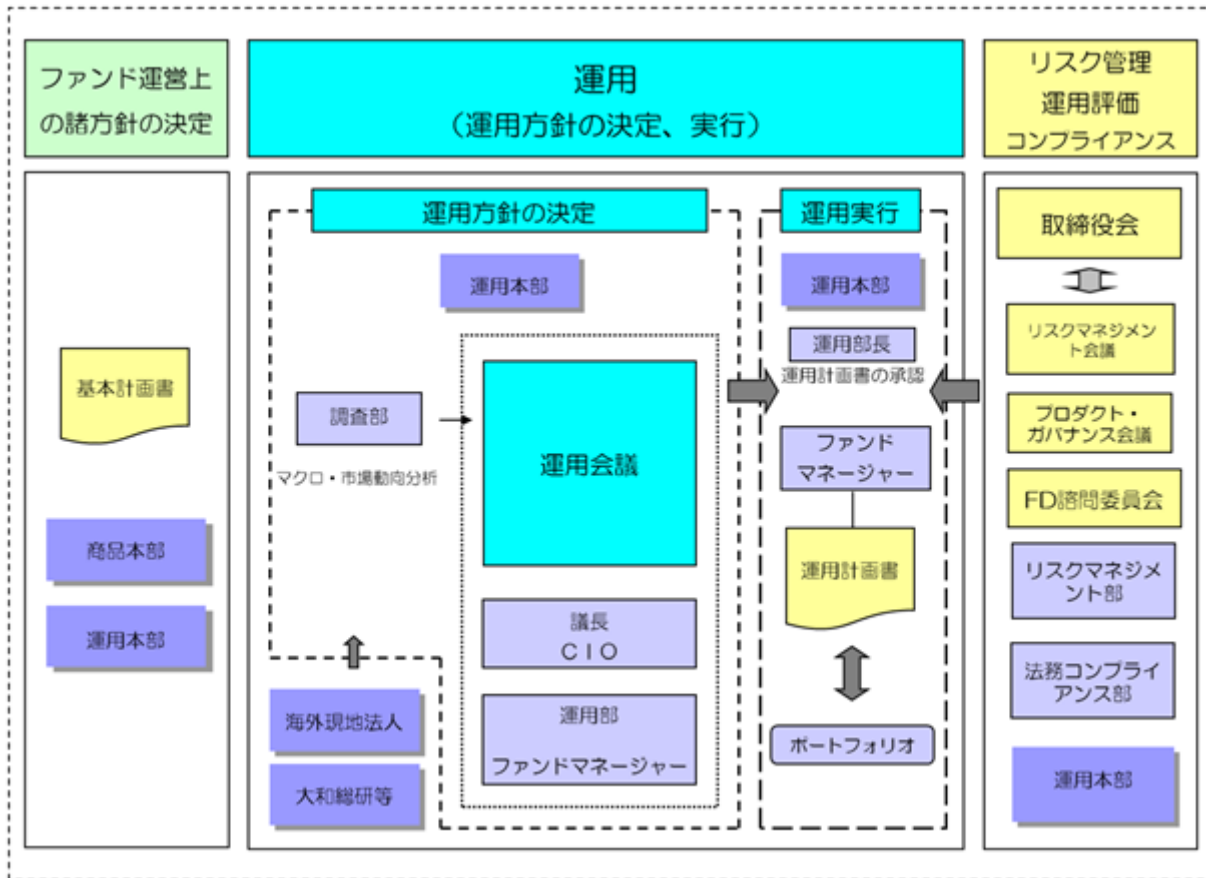 ファンド運営上
の諸方針の決定
運用
（運用方針の決定、実行）
リスク管理
運用評価
コンプライアンス
基本計画書
商品本部
運用本部
運用方針の決定
運用本部
調査部
マクロ・市場動向分析
運用会議
議長
ＣＩＯ
運用部
ファンドマネージャー
海外現地法人
大和総研等
運用実行
運用本部
運用部長
運用計画書の承認
ファンド
マネージャー
運用計画書
ポートフォリオ
取締役会
リスクマネジメン
ト会議
プロダクト・
ガバナンス会議
FD諮問委員会
リスクマネジメ
ント部
法務コンプライ
アンス部
運用本部